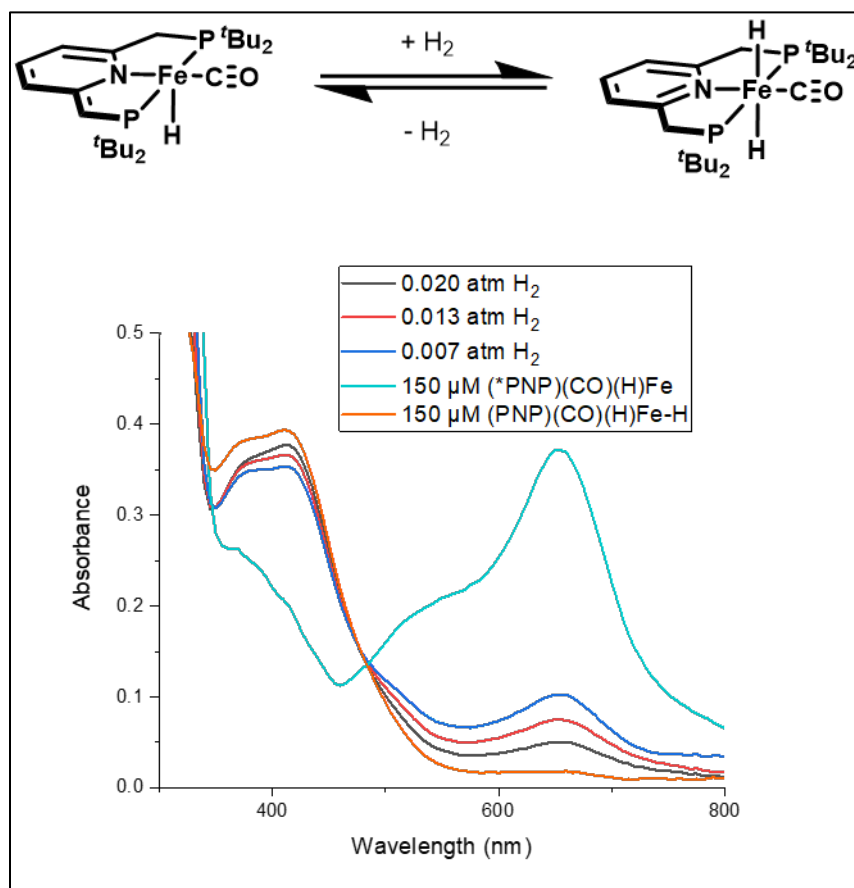 P
ᵗBu₂
N
Fe
C≡O
H
P
ᵗBu₂
+ H₂
- H₂
H
P
ᵗBu₂
N
Fe
C≡O
P
H
ᵗBu₂
0.020 atm H₂
0.013 atm H₂
0.007 atm H₂
150 µM (*PNP)(CO)(H)Fe
150 µM (PNP)(CO)(H)Fe-H
0.5
0.4
0.3
0.2
0.1
0.0
Absorbance
400
600
800
Wavelength (nm)